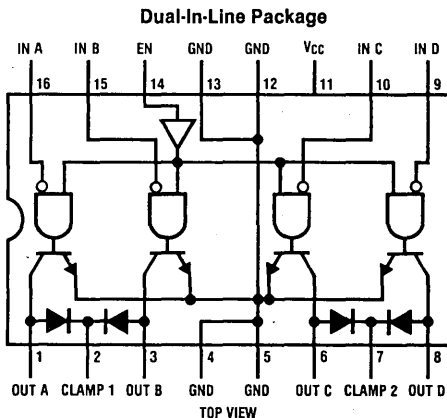 Dual-In-Line Package
IN A IN B EN GND GND VCC IN C IN D
16 15 14 13 12 11 10 9
1 2 3 4 5 6 7 8
OUT A CLAMP 1 OUT B GND GND OUT C CLAMP 2 OUT D
TOP VIEW